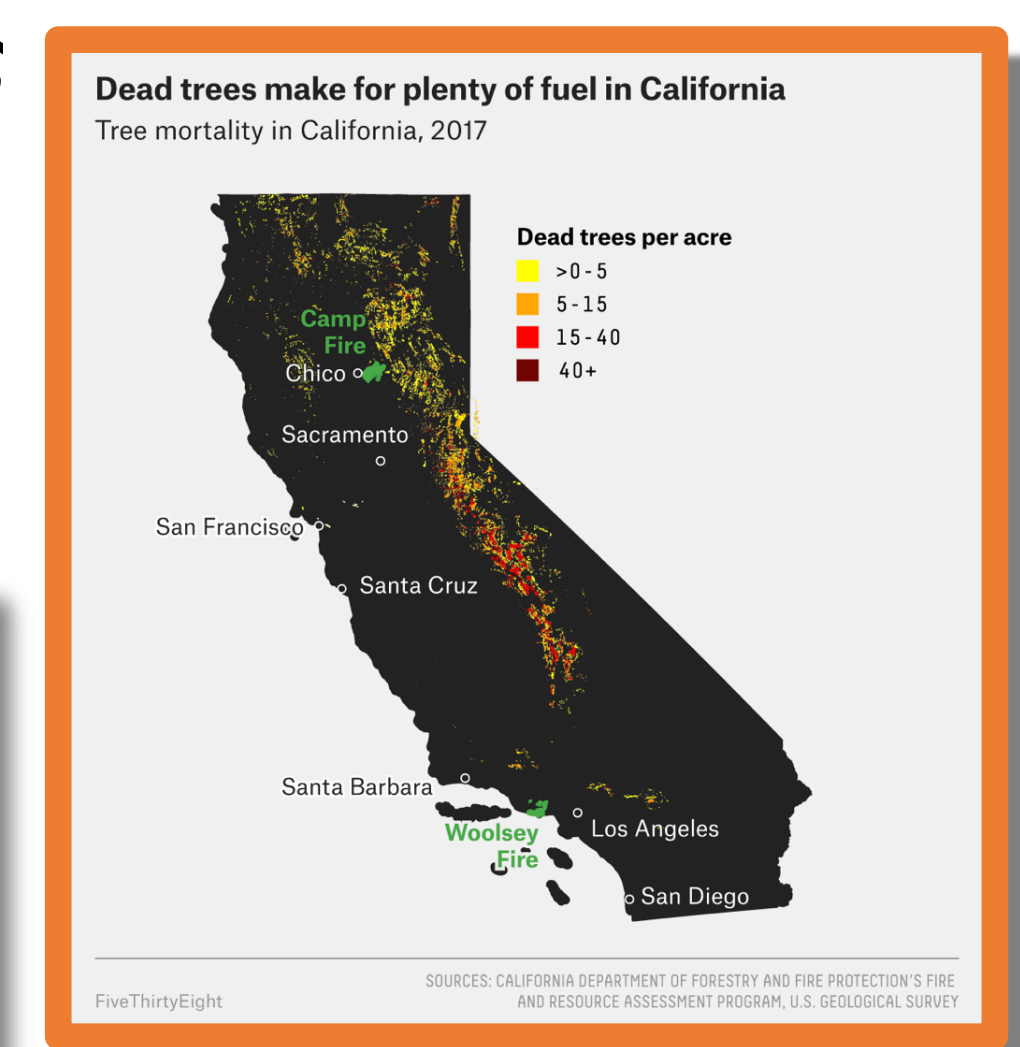 Dead trees make for plenty of fuel in California
Tree mortality in California, 2017
Dead trees per acre
>0-5
5-15
15-40
40+
Camp
Fire
Chico
Sacramento
San Francisco
Santa Cruz
Santa Barbara
Woolsey
Fire
Los Angeles
San Diego
FiveThirtyEight
SOURCES: CALIFORNIA DEPARTMENT OF FORESTRY AND FIRE PROTECTION'S FIRE
AND RESOURCE ASSESSMENT PROGRAM, U.S. GEOLOGICAL SURVEY